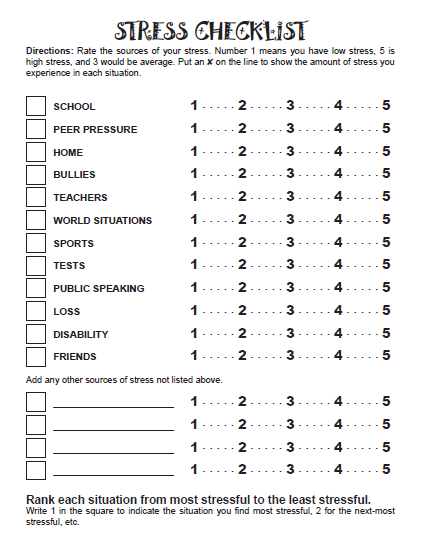 STRESS CHECKLIST
Directions: Rate the sources of your stress. Number 1 means you have low stress, 5 is
high stress, and 3 would be average. Put an ✘ on the line to show the amount of stress you
experience in each situation.
SCHOOL 1 ..... 2 ..... 3 ..... 4 ..... 5
PEER PRESSURE 1 ..... 2 ..... 3 ..... 4 ..... 5
HOME 1 ..... 2 ..... 3 ..... 4 ..... 5
BULLIES 1 ..... 2 ..... 3 ..... 4 ..... 5
TEACHERS 1 ..... 2 ..... 3 ..... 4 ..... 5
WORLD SITUATIONS 1 ..... 2 ..... 3 ..... 4 ..... 5
SPORTS 1 ..... 2 ..... 3 ..... 4 ..... 5
TESTS 1 ..... 2 ..... 3 ..... 4 ..... 5
PUBLIC SPEAKING 1 ..... 2 ..... 3 ..... 4 ..... 5
LOSS 1 ..... 2 ..... 3 ..... 4 ..... 5
DISABILITY 1 ..... 2 ..... 3 ..... 4 ..... 5
FRIENDS 1 ..... 2 ..... 3 ..... 4 ..... 5
Add any other sources of stress not listed above.
1 ..... 2 ..... 3 ..... 4 ..... 5
1 ..... 2 ..... 3 ..... 4 ..... 5
1 ..... 2 ..... 3 ..... 4 ..... 5
1 ..... 2 ..... 3 ..... 4 ..... 5
Rank each situation from most stressful to the least stressful.
Write 1 in the square to indicate the situation you find most stressful, 2 for the next-most
stressful, etc.